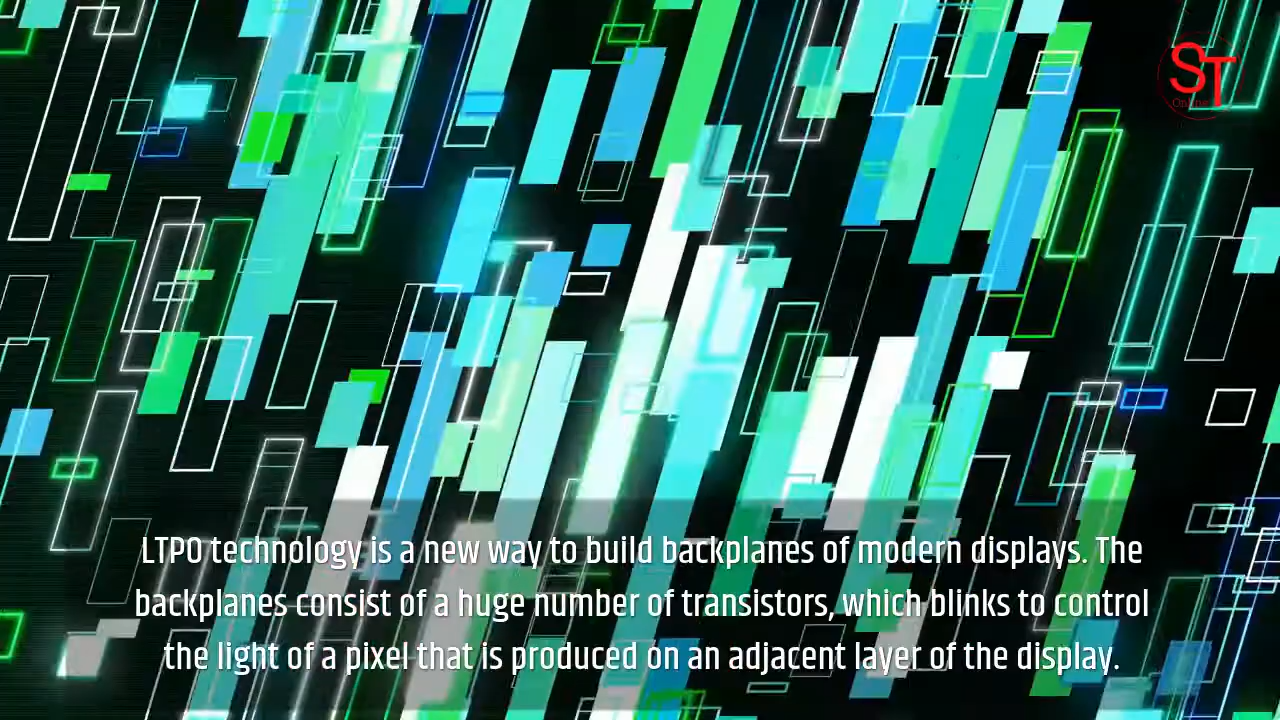 ST
Online
LTPO technology is a new way to build backplanes of modern displays. The
backplanes consist of a huge number of transistors, which blinks to control
the light of a pixel that is produced on an adjacent layer of the display.